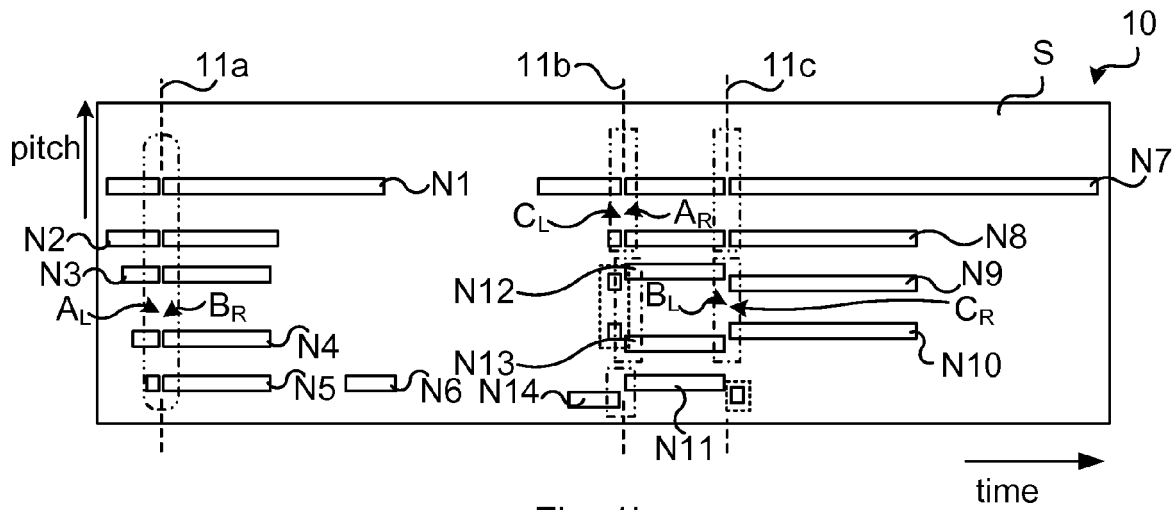 10
11a
11b
11c
S
pitch
N1
N7
C_L
A_R
N2
N8
N3
N12
N9
A_L
B_R
B_L
C_R
N4
N13
N10
N5
N6
N14
N11
time